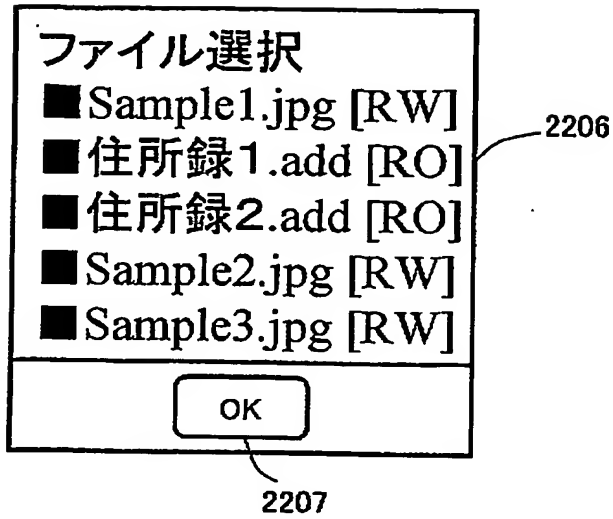 ファイル選択
■Sample1.jpg [RW]
2206
■住所録1.add [RO]
■住所録2.add [RO]
■Sample2.jpg [RW]
■Sample3.jpg [RW]
OK
2207